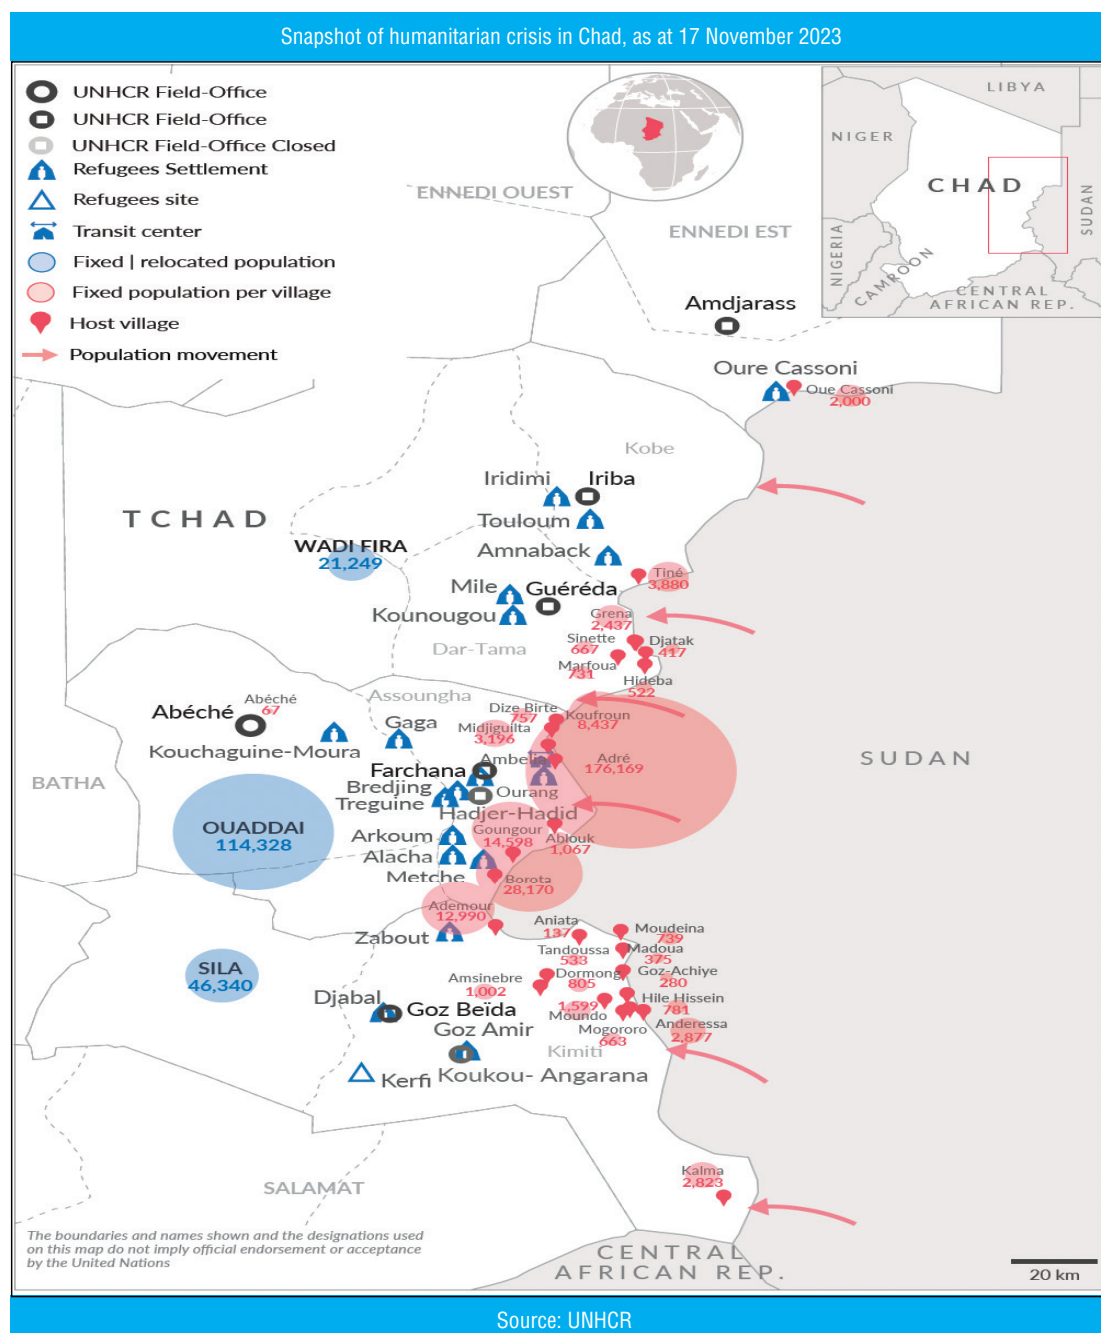 Snapshot of humanitarian crisis in Chad, as at 17 November 2023
UNHCR Field-Office
UNHCR Field-Office
UNHCR Field-Office Closed
Refugees Settlement
Refugees site
Transit center
Fixed | relocated population
Fixed population per village
Host village
Population movement
LIBYA
NIGER
CHAD
SUDAN
NIGERIA
CAMROON
CENTRAL
AFRICAN REP.
ENNEDI OUEST
ENNEDI EST
Amdjarass
Oure Cassoni
Oue Cassoni
2,000
Kobe
Iridimi
Iriba
TCHAD
Touloum
WADI FIRA
21,249
Amnaback
Tiné
3,880
Mile
Guéréda
Kounougou
Grena
2,437
Sinette
667
Djatak
417
Dar-Tama
Marfoua
731
Hideba
522
Assoungha
Abéché
67
Abéché
Dize Birte
757
Koufroun
8,437
Gaga
Midjiguilta
3,196
Kouchaguine-Moura
Ambelia
Adré
176,169
SUDAN
Farchana
BATHA
Bredjing
Ourang
Treguine
Hadjer-Hadid
OUADDAI
114,328
Arkoum
Goungour
14,598
Ablouk
1,067
Alacha
Metche
Borota
28,170
Ademour
12,990
Zabout
Aniata
137
Moudeina
739
Tandoussa
533
Madoua
375
SILA
46,340
Amsinebre
1,002
Dormong
805
Goz-Achiye
280
Djabal
Goz Beïda
1,599
Moundo
Hile Hissein
781
Goz Amir
Mogororo
663
Anderessa
2,877
Kimiti
Kerfi
Koukou- Angarana
Kalma
2,823
SALAMAT
The boundaries and names shown and the designations used
on this map do not imply official endorsement or acceptance
by the United Nations
CENTRAL
AFRICAN REP.
20 km
Source: UNHCR